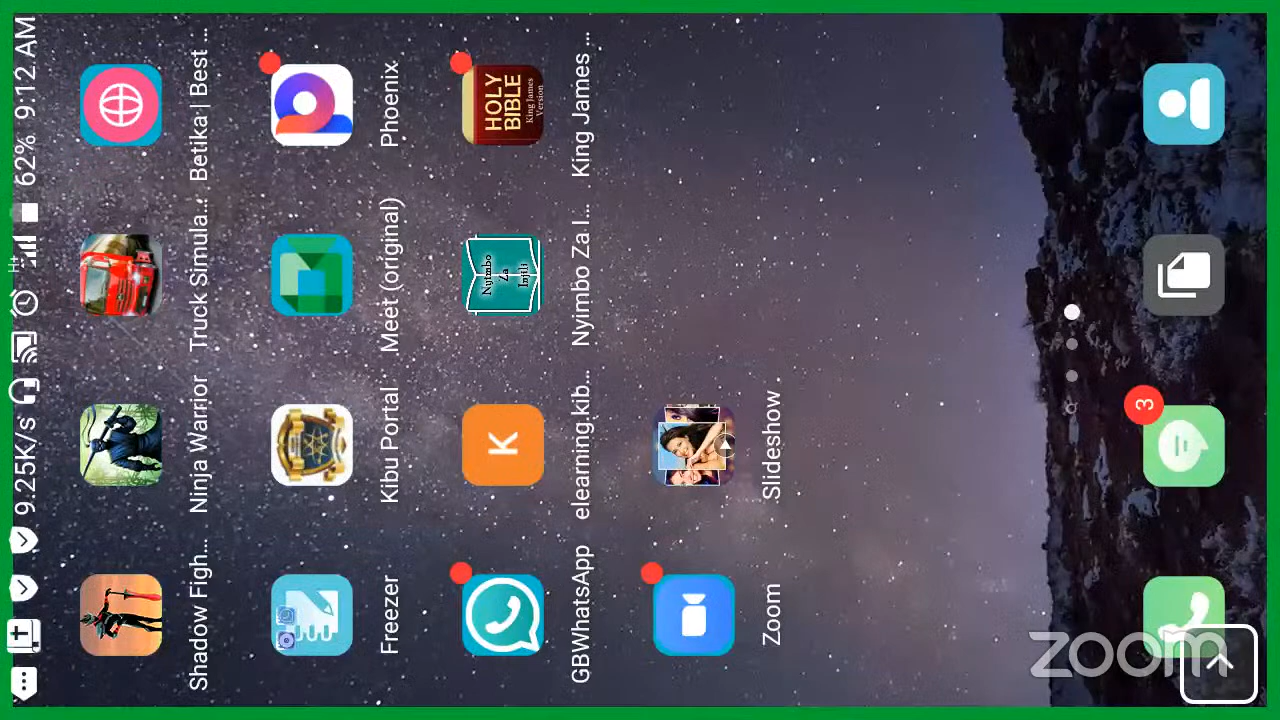 9.25K/s H+ 62% 9:12 AM
Shadow Figh... Ninja Warrior Truck Simula... Betika | Best ...
Freezer Kibu Portal Meet (original) Phoenix
K
Nyimbo
Za
Injili
HOLY
BIBLE
King James
Version
GBWhatsApp elearning.kib... Nyimbo Za I... King James ...
Zoom Slideshow
3
zoom